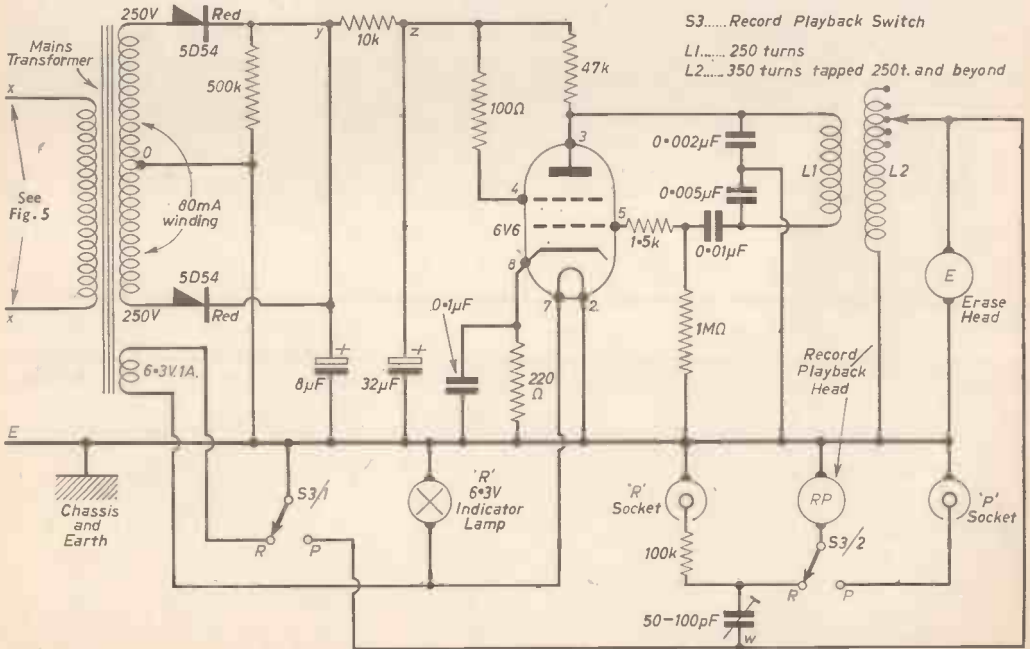 250V
Red
5D54
Mains
Transformer
x
See
Fig. 5
x
0
80mA
winding
5D54
250V
Red
6·3V.1A.
500k
y
10k
z
100Ω
47k
3
4
6V6
5
8
7
2
1·5k
0·002μF
0·005μF
0·01μF
L1
L2
S3..... Record Playback Switch
L1..... 250 turns
L2..... 350 turns tapped 250t. and beyond
E
Erase
Head
1MΩ
Record
Playback
Head
0·1μF
220
Ω
8μF
+
32μF
+
E
Chassis
and
Earth
S3/1
R
P
'R'
6·3V
Indicator
Lamp
'R'
Socket
100k
RP
S3/2
R
P
'P'
Socket
50-100pF
w